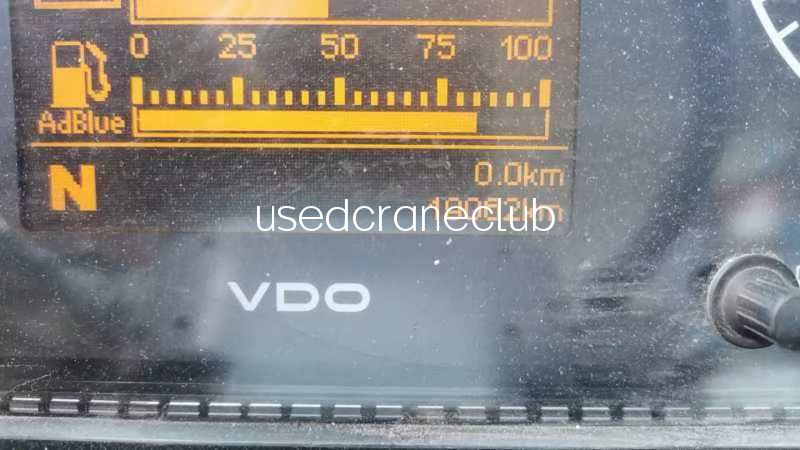 0 25 50 75 100
AdBlue
N
0.0km
usedcraneclub
VDO